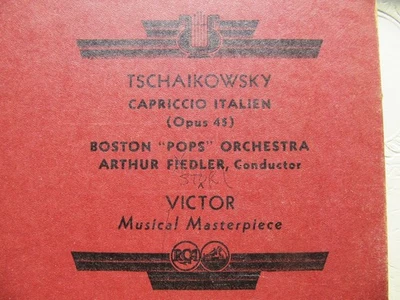 TSCHAIKOWSKY
CAPRICCIO ITALIEN
(Opus 45)
BOSTON "POPS" ORCHESTRA
ARTHUR FIEDLER, Conductor
VICTOR
Musical Masterpiece
RCA